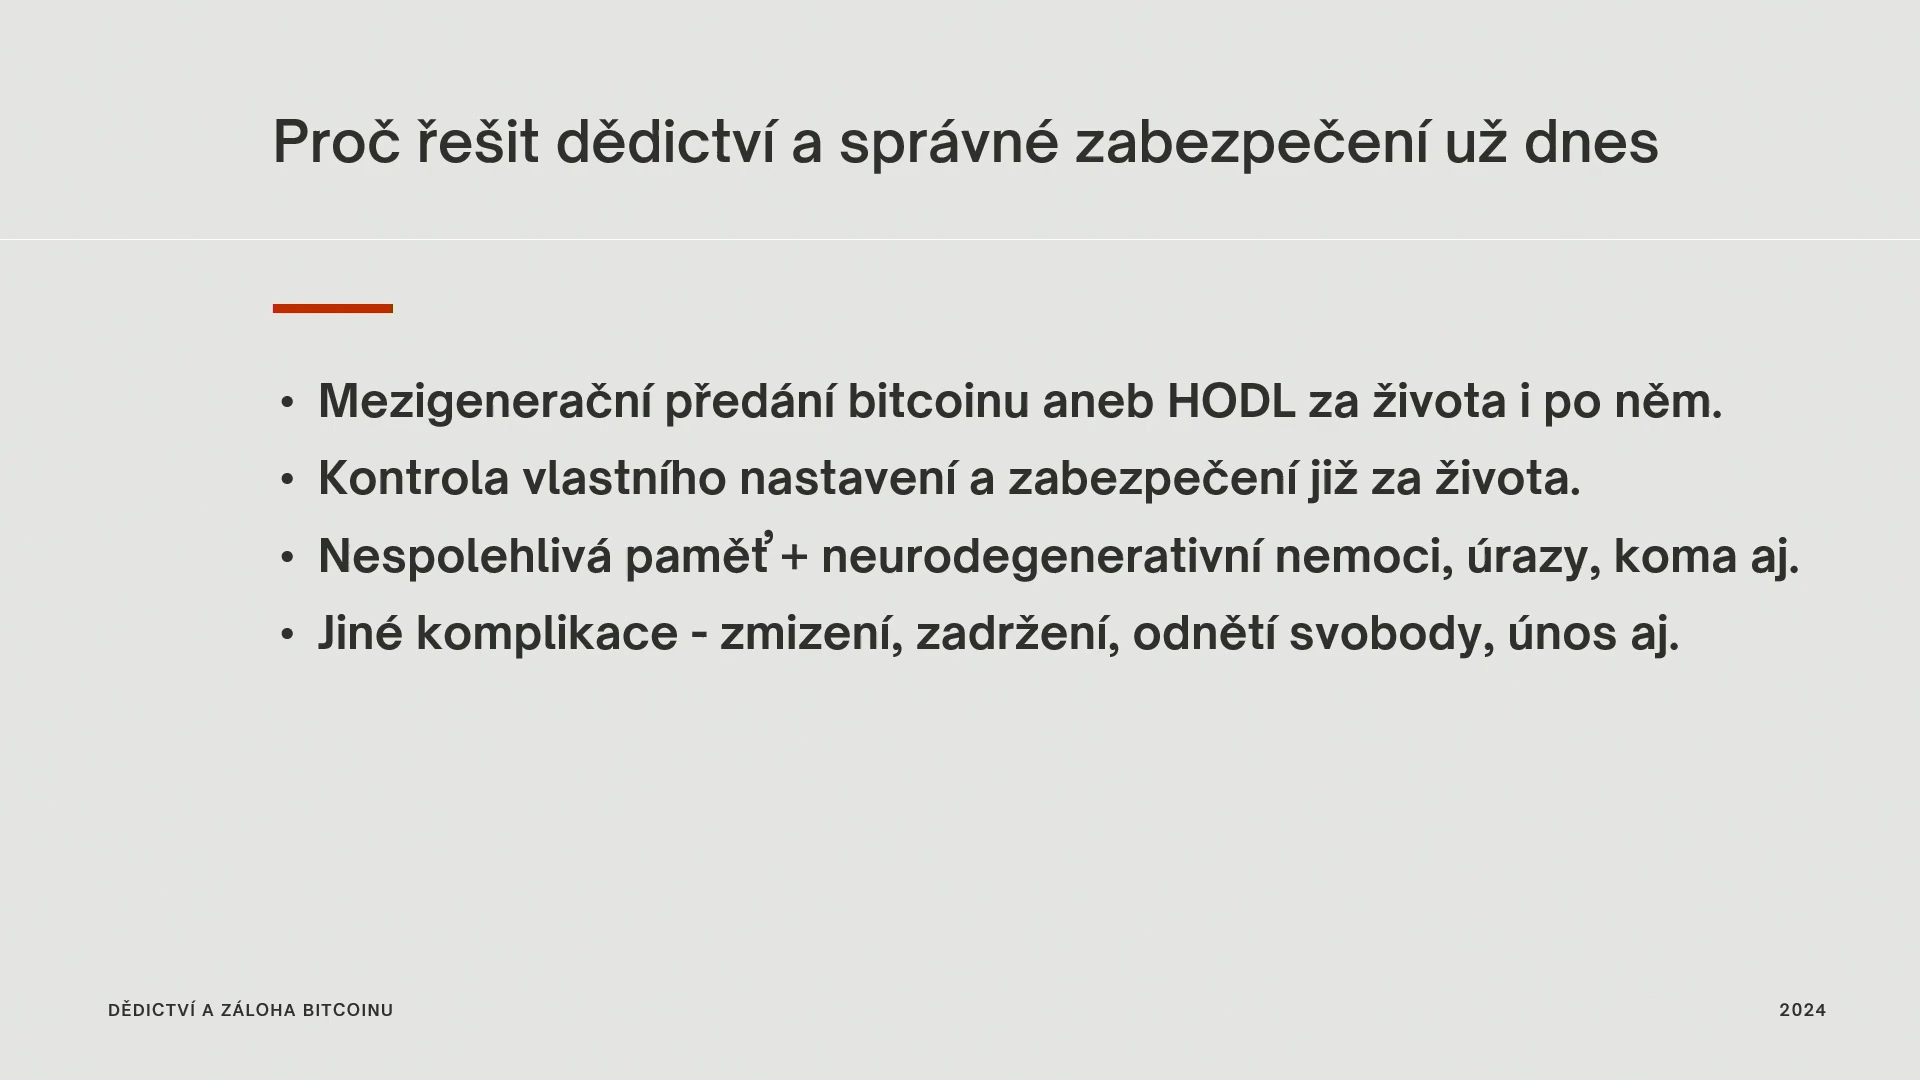 Proč řešit dědictví a správné zabezpečení už dnes
• Mezigenerační předání bitcoinu aneb HODL za života i po něm.
• Kontrola vlastního nastavení a zabezpečení již za života.
• Nespolehlivá paměť + neurodegenerativní nemoci, úrazy, koma aj.
• Jiné komplikace - zmizení, zadržení, odnětí svobody, únos aj.
DĚDICTVÍ A ZÁLOHA BITCOINU
2024